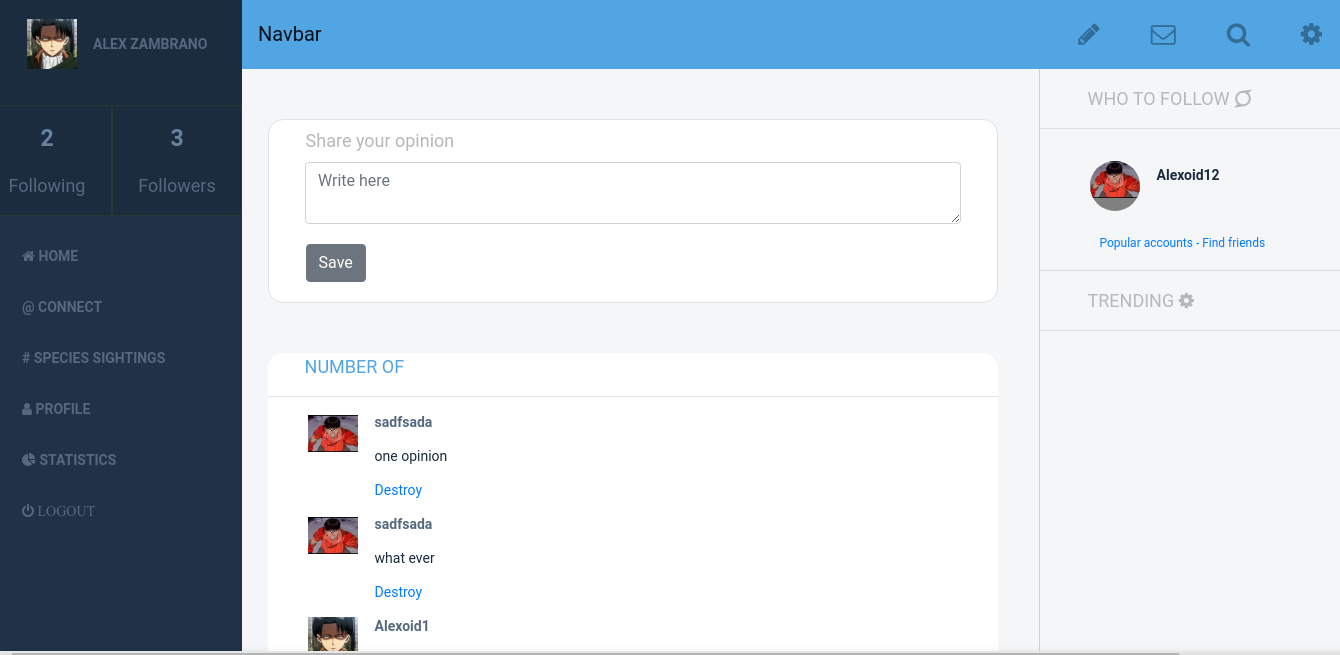 ALEX ZAMBRANO
2
Following
3
Followers
HOME
@ CONNECT
# SPECIES SIGHTINGS
PROFILE
STATISTICS
LOGOUT
Navbar
Share your opinion
Write here
Save
NUMBER OF
sadfsada
one opinion
Destroy
sadfsada
what ever
Destroy
Alexoid1
WHO TO FOLLOW
Alexoid12
Popular accounts - Find friends
TRENDING